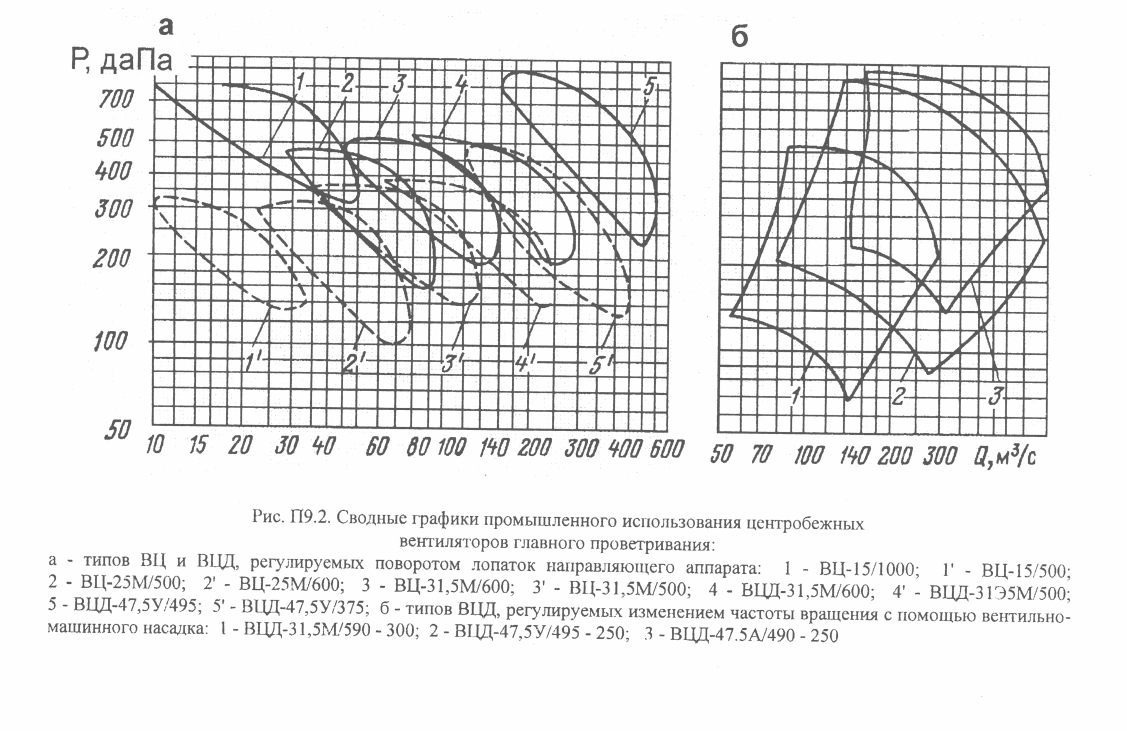 а
б
P, даПа
700
500
400
300
200
100
50
1 2 3 4 5
1' 2' 3' 4' 5'
10 15 20 30 40 60 80 100 140 200 300 400 600
1 2 3
50 70 100 140 200 300 Q, м³/с
Рис. П9.2. Сводные графики промышленного использования центробежных
вентиляторов главного проветривания:
а - типов ВЦ и ВЦД, регулируемых поворотом лопаток направляющего аппарата: 1 - ВЦ-15/1000; 1' - ВЦ-15/500;
2 - ВЦ-25М/500; 2' - ВЦ-25М/600; 3 - ВЦ-31,5М/600; 3' - ВЦ-31,5М/500; 4 - ВЦД-31,5М/600; 4' - ВЦД-31Э5М/500;
5 - ВЦД-47,5У/495; 5' - ВЦД-47,5У/375; б - типов ВЦД, регулируемых изменением частоты вращения с помощью вентильно-
машинного насадка: 1 - ВЦД-31,5М/590 - 300; 2 - ВЦД-47,5У/495 - 250; 3 - ВЦД-47.5А/490 - 250